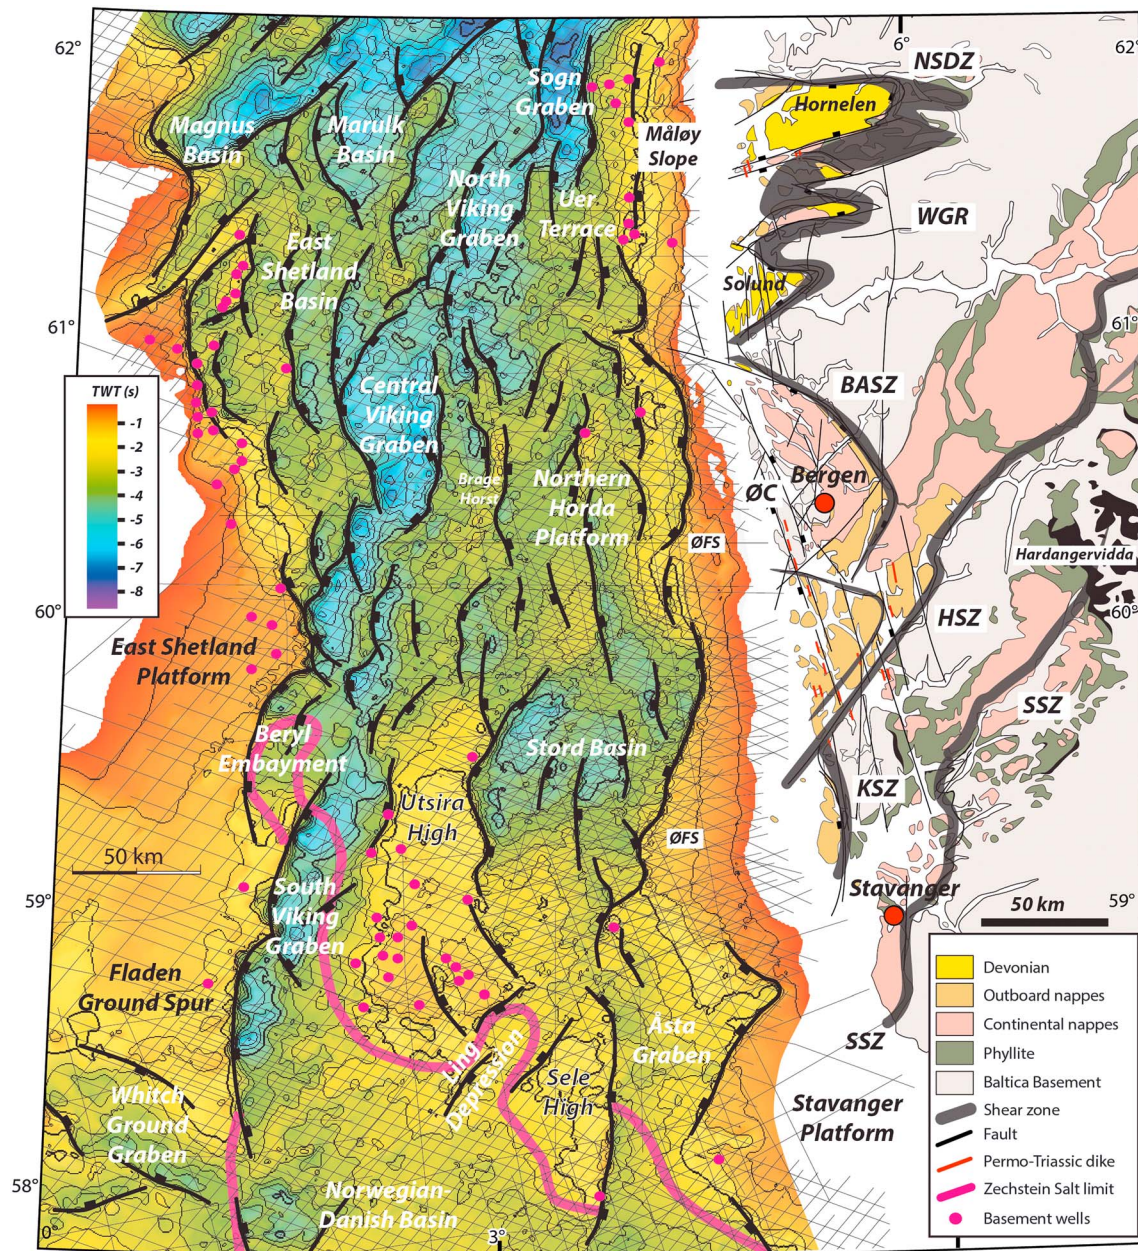 62°
6°
62°
NSDZ
Sogn
Graben
Hornelen
Magnus
Basin
Marulk
Basin
Måløy
Slope
North
Viking
Graben
Uer
Terrace
WGR
East
Shetland
Basin
Solund
61°
61°
TWT (s)
-1
-2
-3
-4
-5
-6
-7
-8
Central
Viking
Graben
BASZ
Brage
Horst
Northern
Horda
Platform
ØC
Bergen
ØFS
Hardangervidda
60°
60°
HSZ
East Shetland
Platform
SSZ
Beryl
Embayment
Stord Basin
Utsira
High
KSZ
ØFS
50 km
South
Viking
Graben
Stavanger
59°
59°
50 km
Fladen
Ground Spur
Devonian
Outboard nappes
Continental nappes
Phyllite
Baltica Basement
Shear zone
Fault
Permo-Triassic dike
Zechstein Salt limit
Basement wells
SSZ
Åsta
Graben
Ling
Depression
Sele
High
Stavanger
Platform
Whitch
Ground
Graben
58°
Norwegian-
Danish Basin
0°
3°